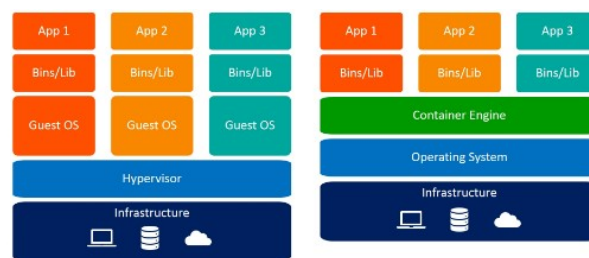 App 1
App 2
App 3
Bins/Lib
Bins/Lib
Bins/Lib
Guest OS
Guest OS
Guest OS
Hypervisor
Infrastructure
App 1
App 2
App 3
Bins/Lib
Bins/Lib
Bins/Lib
Container Engine
Operating System
Infrastructure